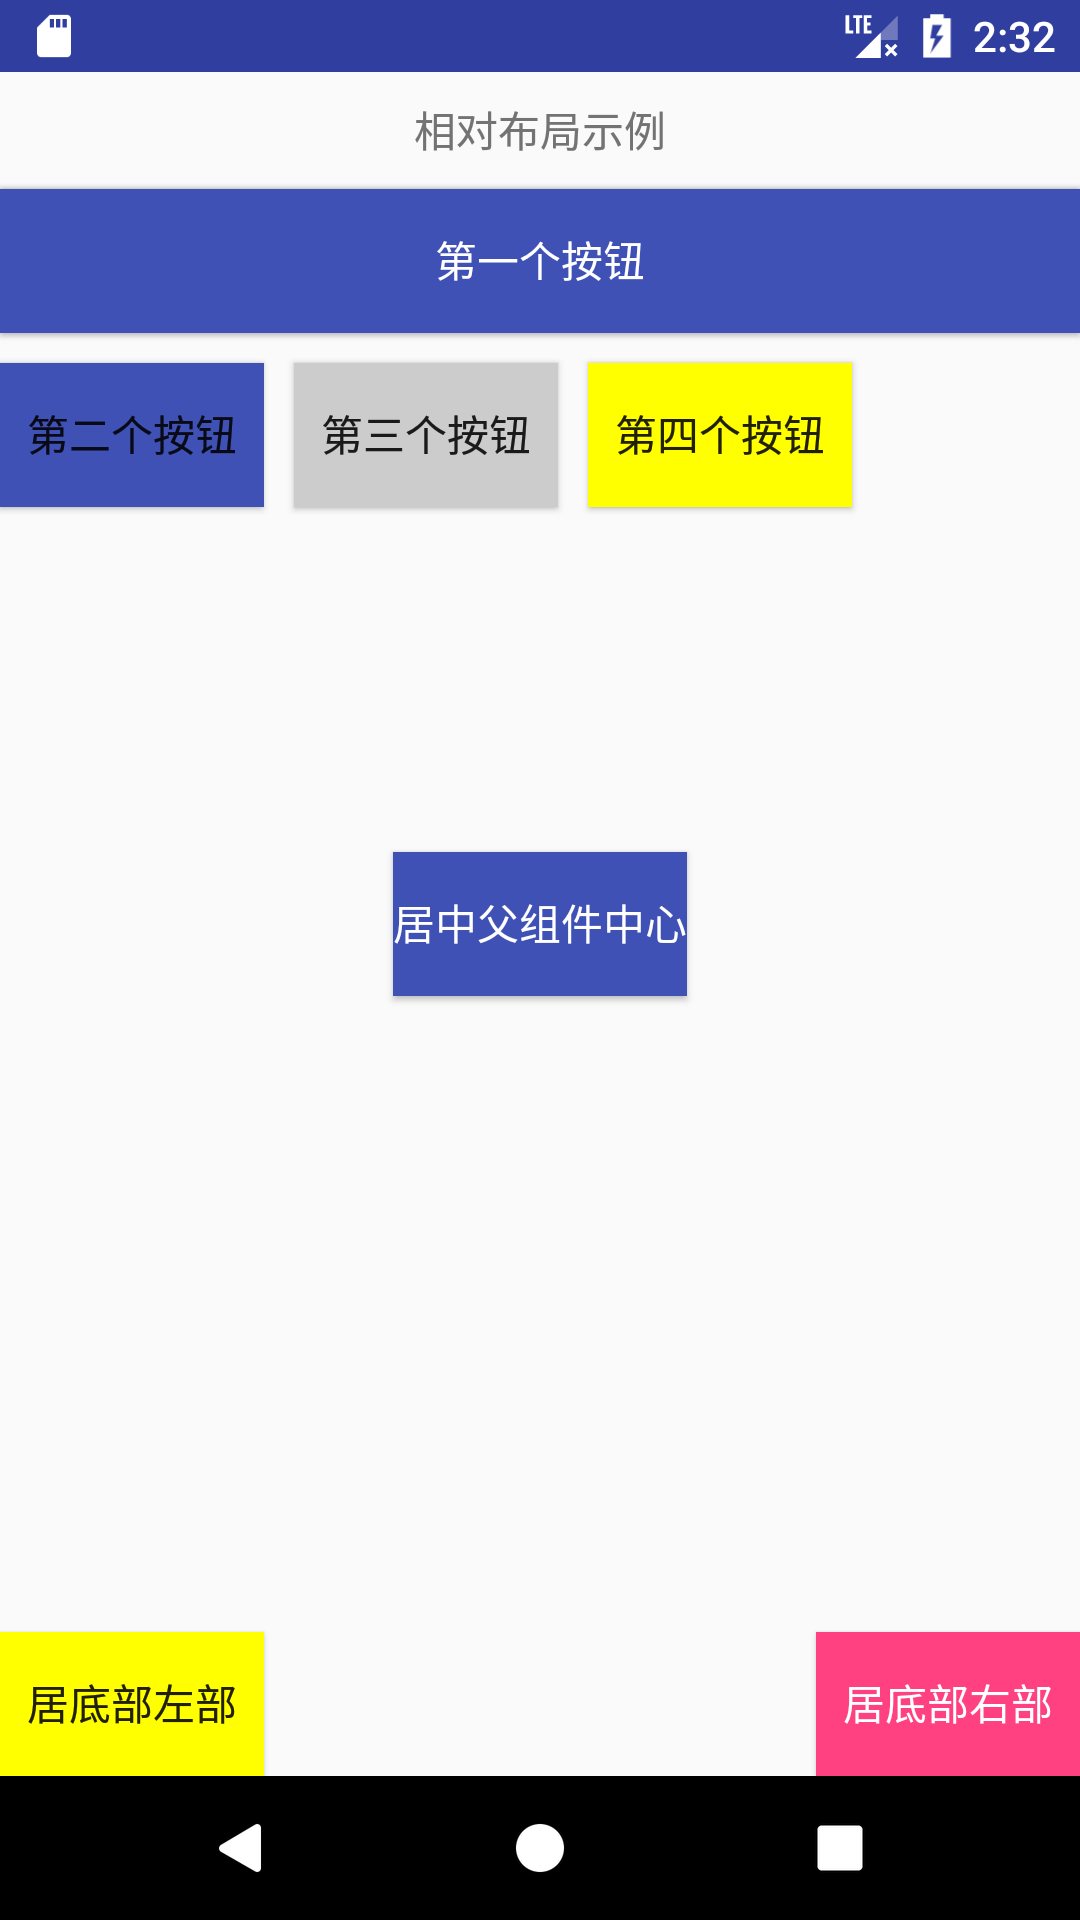 LTE 2:32
相对布局示例
第一个按钮
第二个按钮 第三个按钮 第四个按钮
居中父组件中心
居底部左部 居底部右部